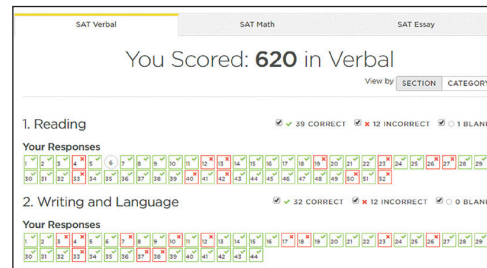 SAT Verbal SAT Math SAT Essay
You Scored: 620 in Verbal
View by SECTION CATEGORY
1. Reading 39 CORRECT 12 INCORRECT 1 BLANK
Your Responses
1 2 3 4 5 6 7 8 9 10 11 12 13 14 15 16 17 18 19 20 21 22 23 24 25 26 27 28 29
30 31 32 33 34 35 36 37 38 39 40 41 42 43 44 45 46 47 48 49 50 51 52
2. Writing and Language 32 CORRECT 12 INCORRECT 0 BLANK
Your Responses
1 2 3 4 5 6 7 8 9 10 11 12 13 14 15 16 17 18 19 20 21 22 23 24 25 26 27 28 29
30 31 32 33 34 35 36 37 38 39 40 41 42 43 44